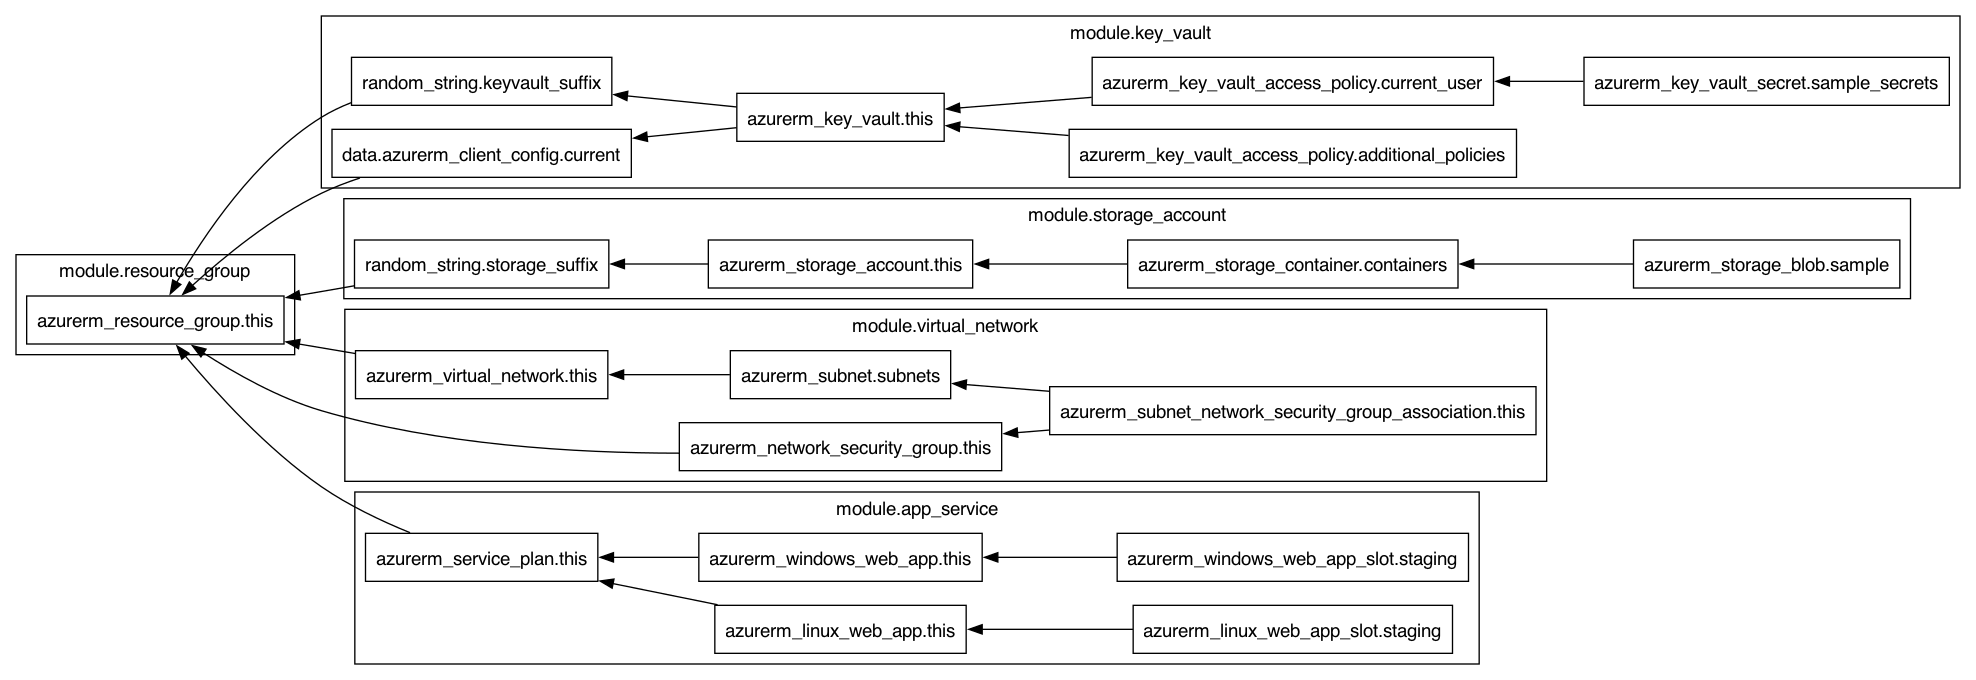 module.key_vault
random_string.keyvault_suffix
azurerm_key_vault_access_policy.current_user
azurerm_key_vault_secret.sample_secrets
azurerm_key_vault.this
data.azurerm_client_config.current
azurerm_key_vault_access_policy.additional_policies
module.storage_account
random_string.storage_suffix
azurerm_storage_account.this
azurerm_storage_container.containers
azurerm_storage_blob.sample
module.resource_group
azurerm_resource_group.this
module.virtual_network
azurerm_virtual_network.this
azurerm_subnet.subnets
azurerm_subnet_network_security_group_association.this
azurerm_network_security_group.this
module.app_service
azurerm_service_plan.this
azurerm_windows_web_app.this
azurerm_windows_web_app_slot.staging
azurerm_linux_web_app.this
azurerm_linux_web_app_slot.staging